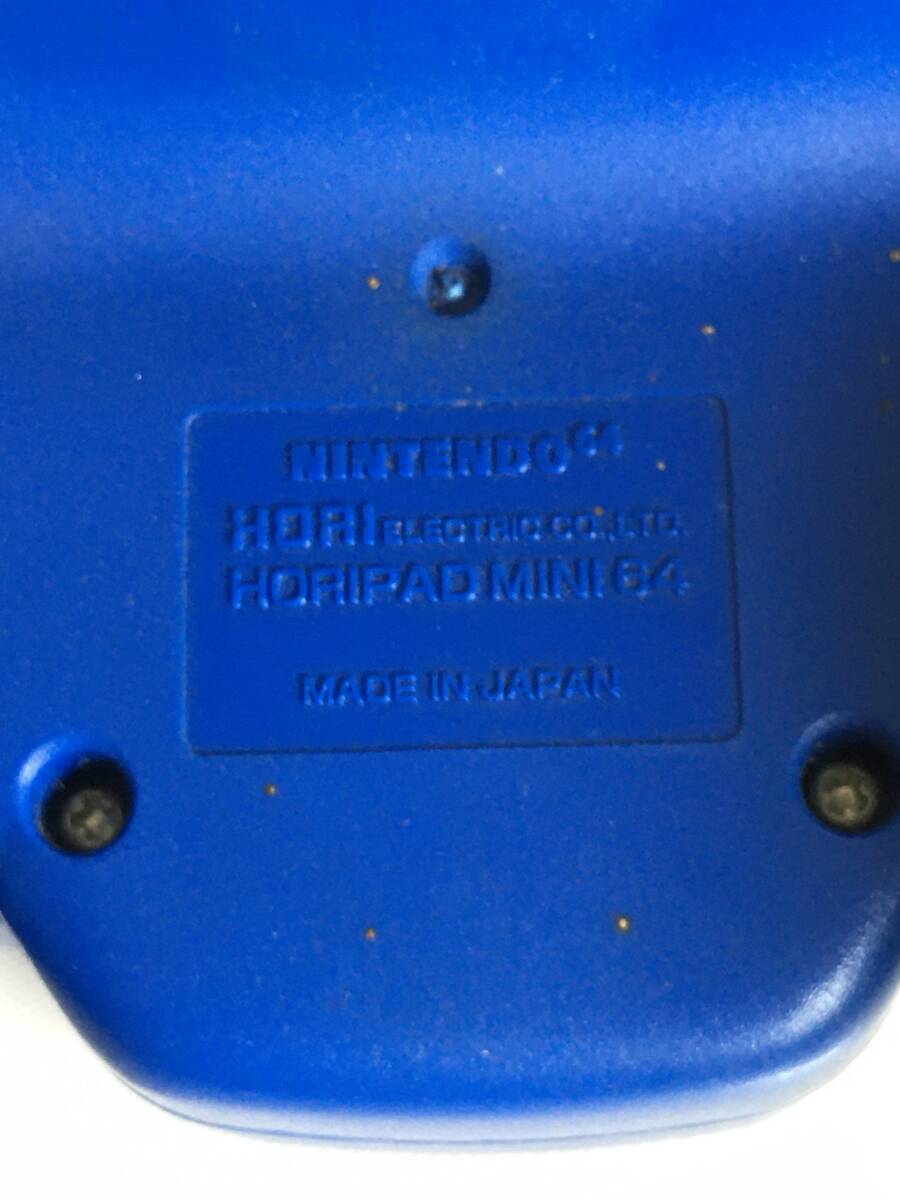 NINTENDO64
HORI ELECTRIC CO.,LTD.
HORIPAD MINI 64
MADE IN JAPAN